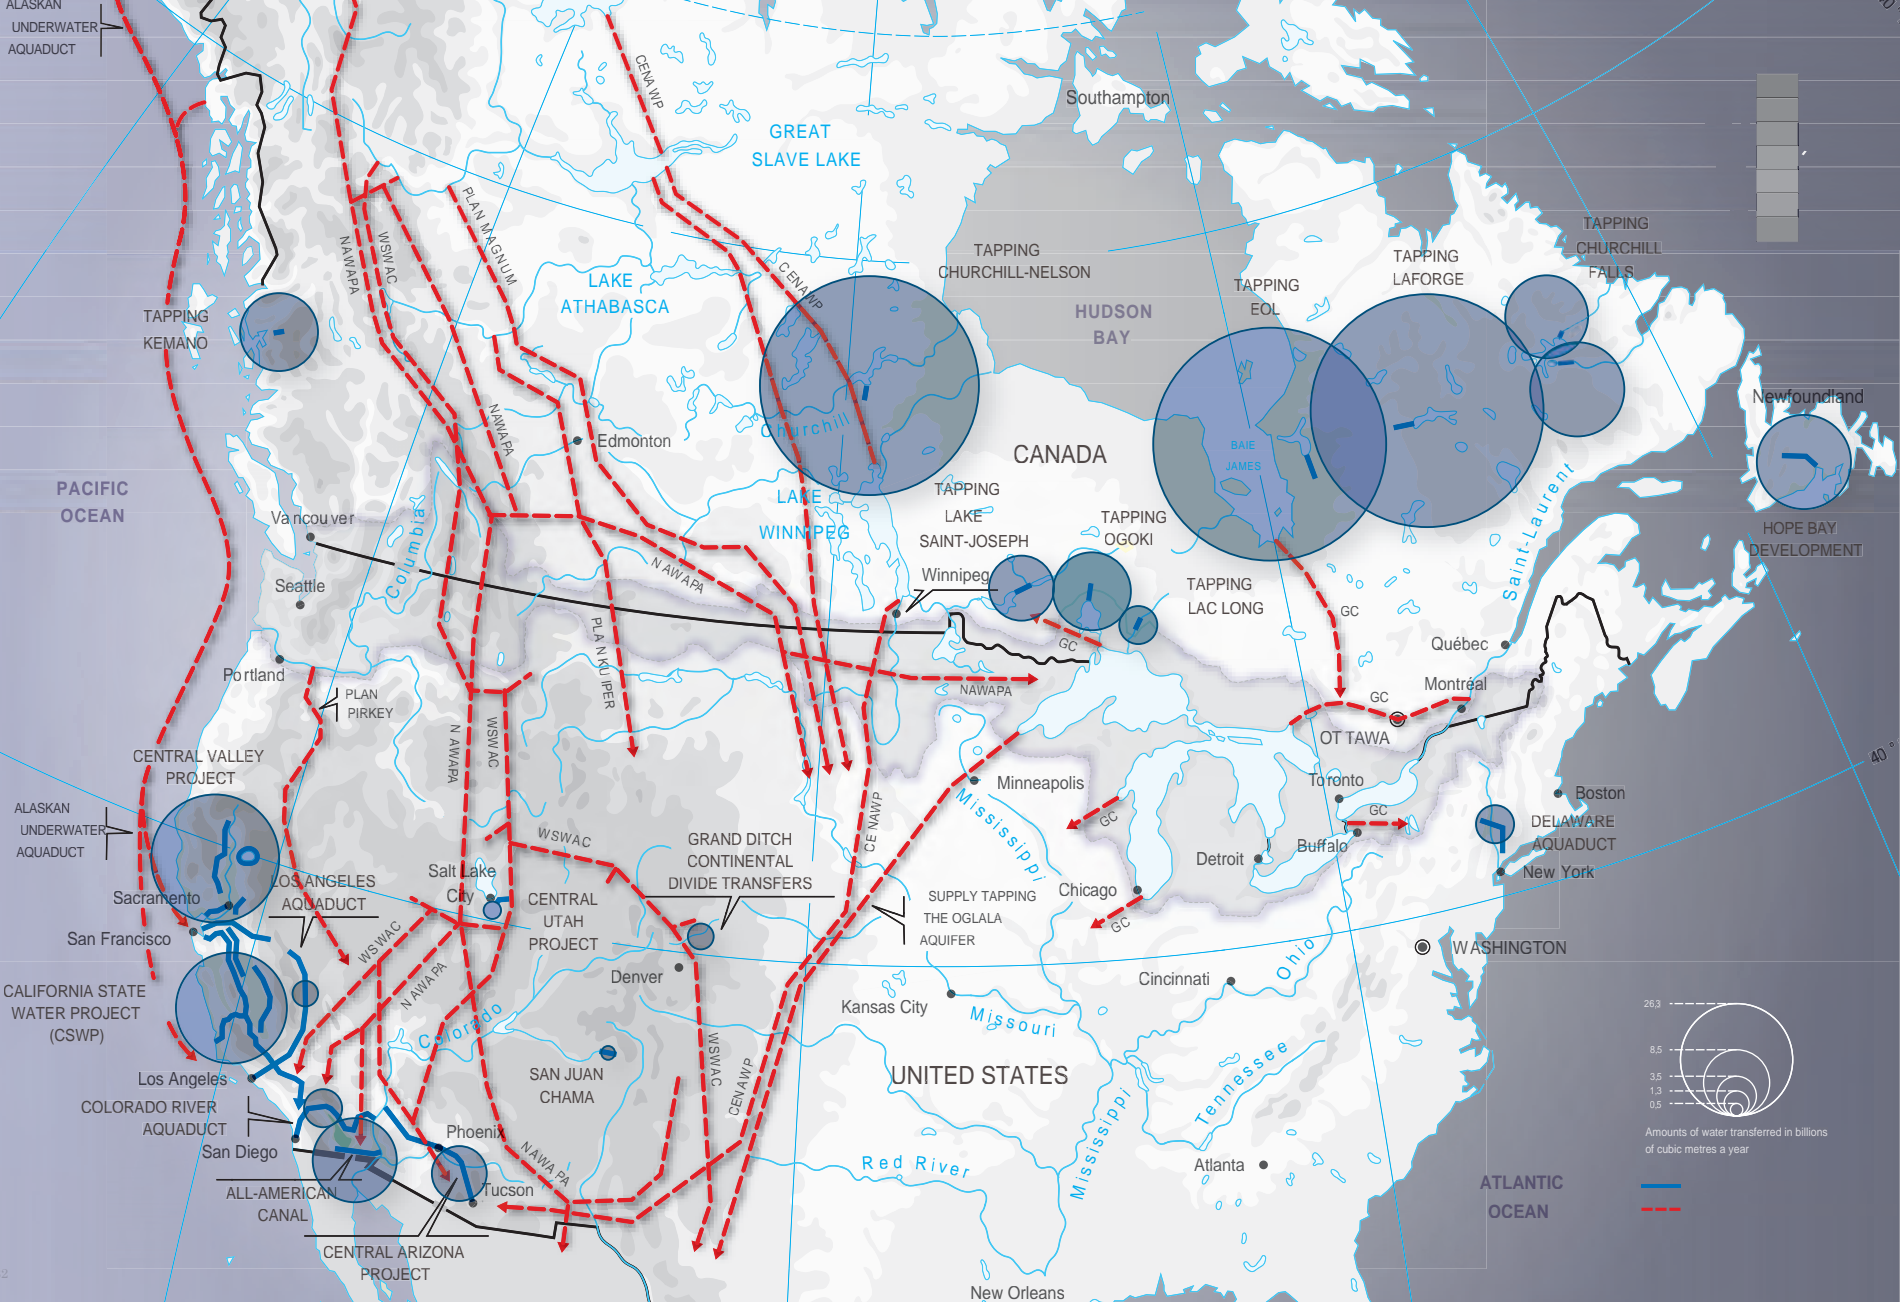 ALASKAN
UNDERWATER
AQUADUCT
CENA WP
Southampton
GREAT
SLAVE LAKE
PLAN MAGNUM
NAWAPA
WSWAC
TAPPING
CHURCHILL-NELSON
LAKE
ATHABASCA
CENAWP
HUDSON
BAY
TAPPING
EOL
TAPPING
LAFORGE
TAPPING
CHURCHILL
FALLS
TAPPING
KEMANO
Newfoundland
NAWAPA
Edmonton
Churchill
CANADA
BAIE
JAMES
PACIFIC
OCEAN
Vancouver
Columbia
LAKE
WINNIPEG
TAPPING
LAKE
SAINT-JOSEPH
TAPPING
OGOKI
Saint-Laurent
HOPE BAY
DEVELOPMENT
Seattle
NAWAPA
Winnipeg
TAPPING
LAC LONG
GC
GC
Québec
PLAN KUIPER
Portland
PLAN
PIRKEY
NAWAPA
GC
Montréal
OTTAWA
NAWAPA
WSWAC
CENTRAL VALLEY
PROJECT
Minneapolis
Toronto
40°
Boston
ALASKAN
UNDERWATER
AQUADUCT
WSWAC
GRAND DITCH
CONTINENTAL
DIVIDE TRANSFERS
CENAWP
Mississippi
GC
GC
Buffalo
DELAWARE
AQUADUCT
Detroit
New York
Salt Lake
City
LOS ANGELES
AQUADUCT
Sacramento
CENTRAL
UTAH
PROJECT
SUPPLY TAPPING
THE OGLALA
AQUIFER
Chicago
GC
San Francisco
WSWAC
WASHINGTON
Denver
NAWAPA
Cincinnati
Ohio
CALIFORNIA STATE
WATER PROJECT
(CSWP)
Colorado
Kansas City
Missouri
26,3
8,5
3,5
1,3
0,5
Los Angeles
SAN JUAN
CHAMA
WSWAC
CENAWP
UNITED STATES
Tennessee
COLORADO RIVER
AQUADUCT
Phoenix
Mississippi
Amounts of water transferred in billions
of cubic metres a year
San Diego
NAWAPA
Red River
Atlanta
ALL-AMERICAN
CANAL
Tucson
ATLANTIC
OCEAN
CENTRAL ARIZONA
PROJECT
New Orleans